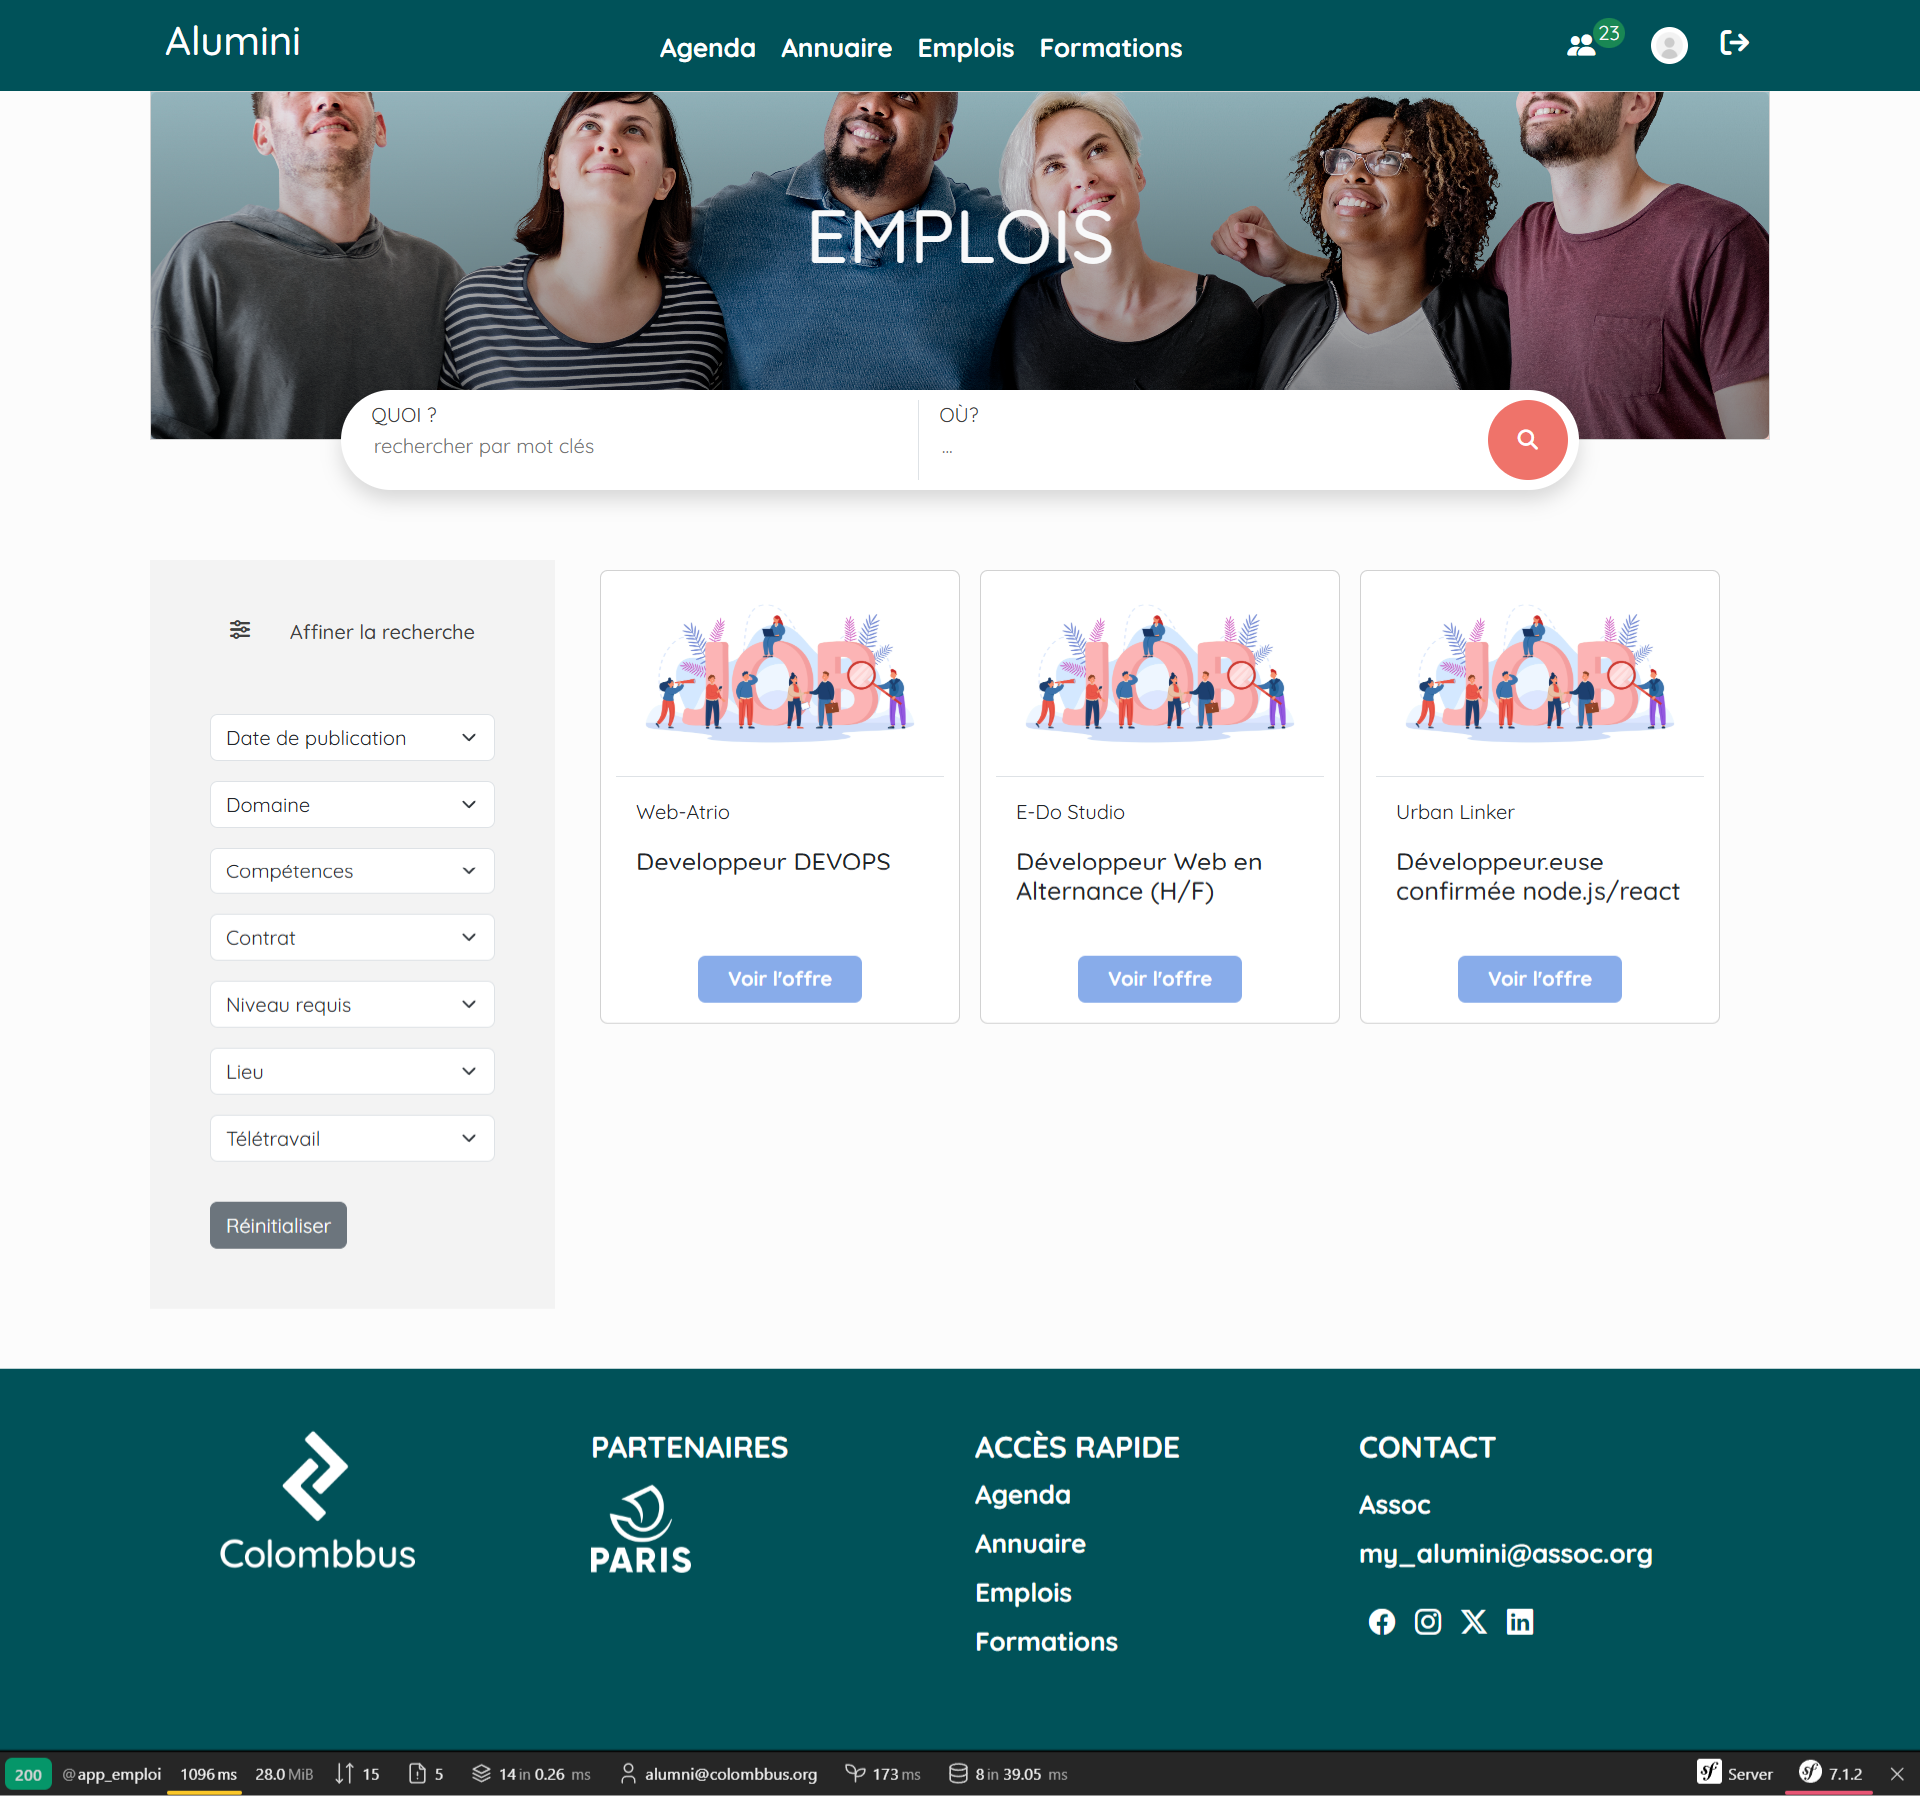 Alumini
Agenda Annuaire Emplois Formations
23
EMPLOIS
QUOI ?
rechercher par mot clés
OÙ?
...
Affiner la recherche
Date de publication
Domaine
Compétences
Contrat
Niveau requis
Lieu
Télétravail
Réinitialiser
JOB
Web-Atrio
Developpeur DEVOPS
Voir l'offre
JOB
E-Do Studio
Développeur Web en
Alternance (H/F)
Voir l'offre
JOB
Urban Linker
Développeur.euse
confirmée node.js/react
Voir l'offre
Colombbus
PARTENAIRES
PARIS
ACCÈS RAPIDE
Agenda
Annuaire
Emplois
Formations
CONTACT
Assoc
my_alumini@assoc.org
200 @app_emploi 1096 ms 28.0 MiB 15 5 14 in 0.26 ms alumni@colombbus.org 173 ms 8 in 39.05 ms sf Server sf 7.1.2